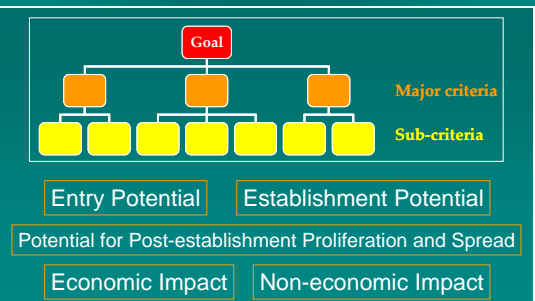 Goal
Major criteria
Sub-criteria
Entry Potential
Establishment Potential
Potential for Post-establishment Proliferation and Spread
Economic Impact
Non-economic Impact